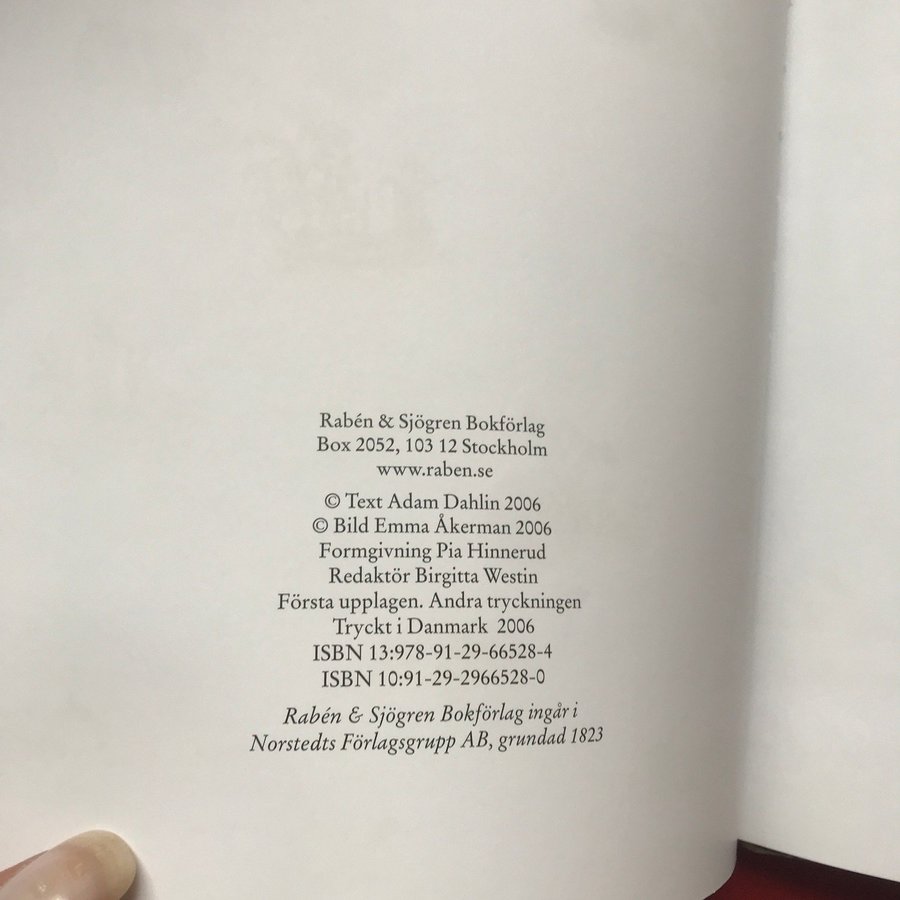 Rabén & Sjögren Bokförlag
Box 2052, 103 12 Stockholm
www.raben.se
© Text Adam Dahlin 2006
© Bild Emma Åkerman 2006
Formgivning Pia Hinnerud
Redaktör Birgitta Westin
Första upplagen. Andra tryckningen
Tryckt i Danmark 2006
ISBN 13:978-91-29-66528-4
ISBN 10:91-29-2966528-0
Rabén & Sjögren Bokförlag ingår i
Norstedts Förlagsgrupp AB, grundad 1823